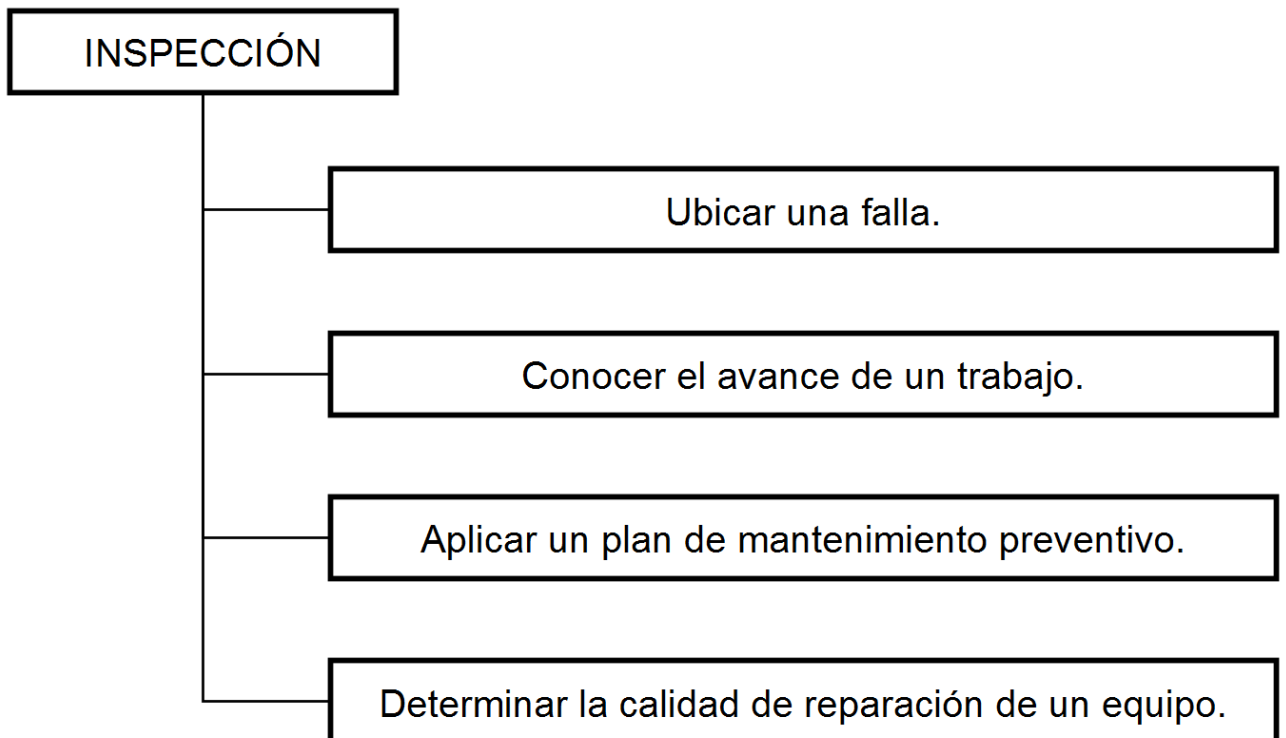 INSPECCIÓN
Ubicar una falla.
Conocer el avance de un trabajo.
Aplicar un plan de mantenimiento preventivo.
Determinar la calidad de reparación de un equipo.